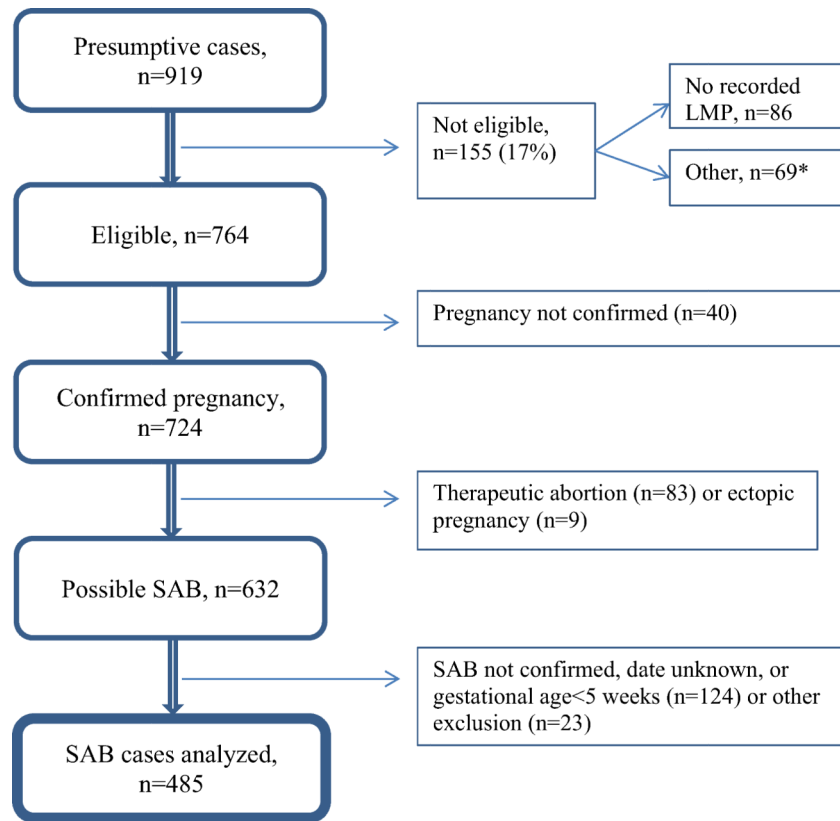 Presumptive cases,
n=919
Not eligible,
n=155 (17%)
No recorded
LMP, n=86
Other, n=69*
Eligible, n=764
Pregnancy not confirmed (n=40)
Confirmed pregnancy,
n=724
Therapeutic abortion (n=83) or ectopic
pregnancy (n=9)
Possible SAB, n=632
SAB not confirmed, date unknown, or
gestational age<5 weeks (n=124) or other
exclusion (n=23)
SAB cases analyzed,
n=485